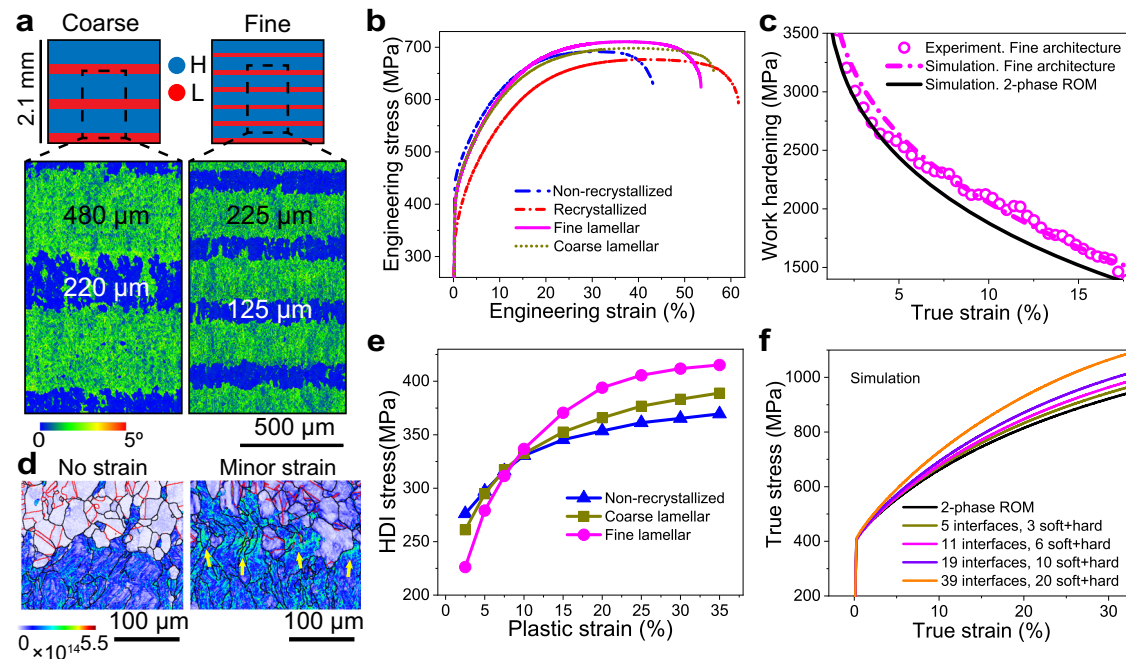 a
Coarse
Fine
2.1 mm
H
L
480 µm
220 µm
225 µm
125 µm
0
5º
500 µm
b
Engineering stress (MPa)
700
600
500
400
300
Non-recrystallized
Recrystallized
Fine lamellar
Coarse lamellar
0 10 20 30 40 50 60
Engineering strain (%)
c
Work hardening (MPa)
3500
3000
2500
2000
1500
Experiment. Fine architecture
Simulation. Fine architecture
Simulation. 2-phase ROM
5 10 15
True strain (%)
d
No strain
Minor strain
0 ×10¹⁴ 5.5
100 µm
100 µm
e
HDI stress(MPa)
400
350
300
250
200
Non-recrystallized
Coarse lamellar
Fine lamellar
0 5 10 15 20 25 30 35
Plastic strain (%)
f
True stress (MPa)
1000
800
600
400
200
Simulation
2-phase ROM
5 interfaces, 3 soft+hard
11 interfaces, 6 soft+hard
19 interfaces, 10 soft+hard
39 interfaces, 20 soft+hard
0 10 20 30
True strain (%)